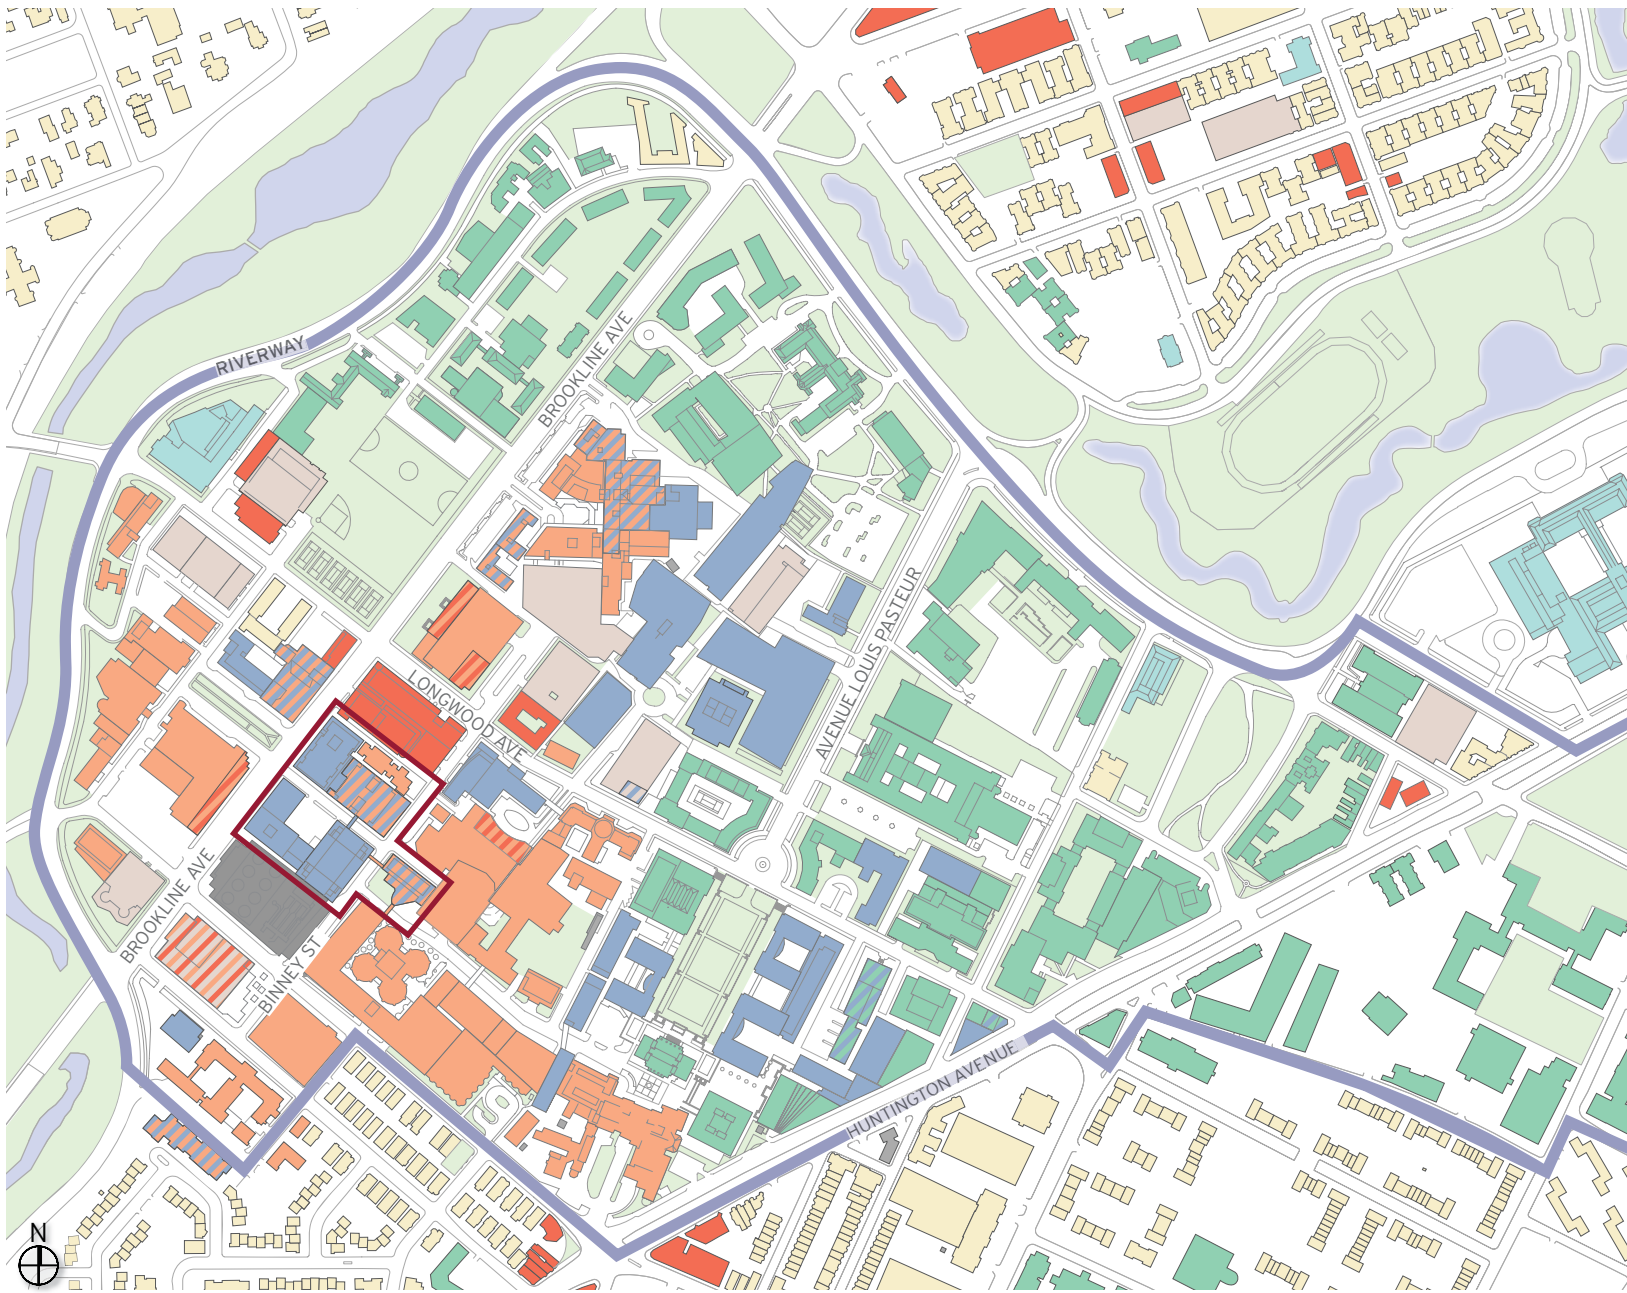 RIVERWAY
BROOKLINE AVE
AVENUE LOUIS PASTEUR
LONGWOOD AVE
BROOKLINE AVE
BINNEY ST
HUNTINGTON AVENUE
N